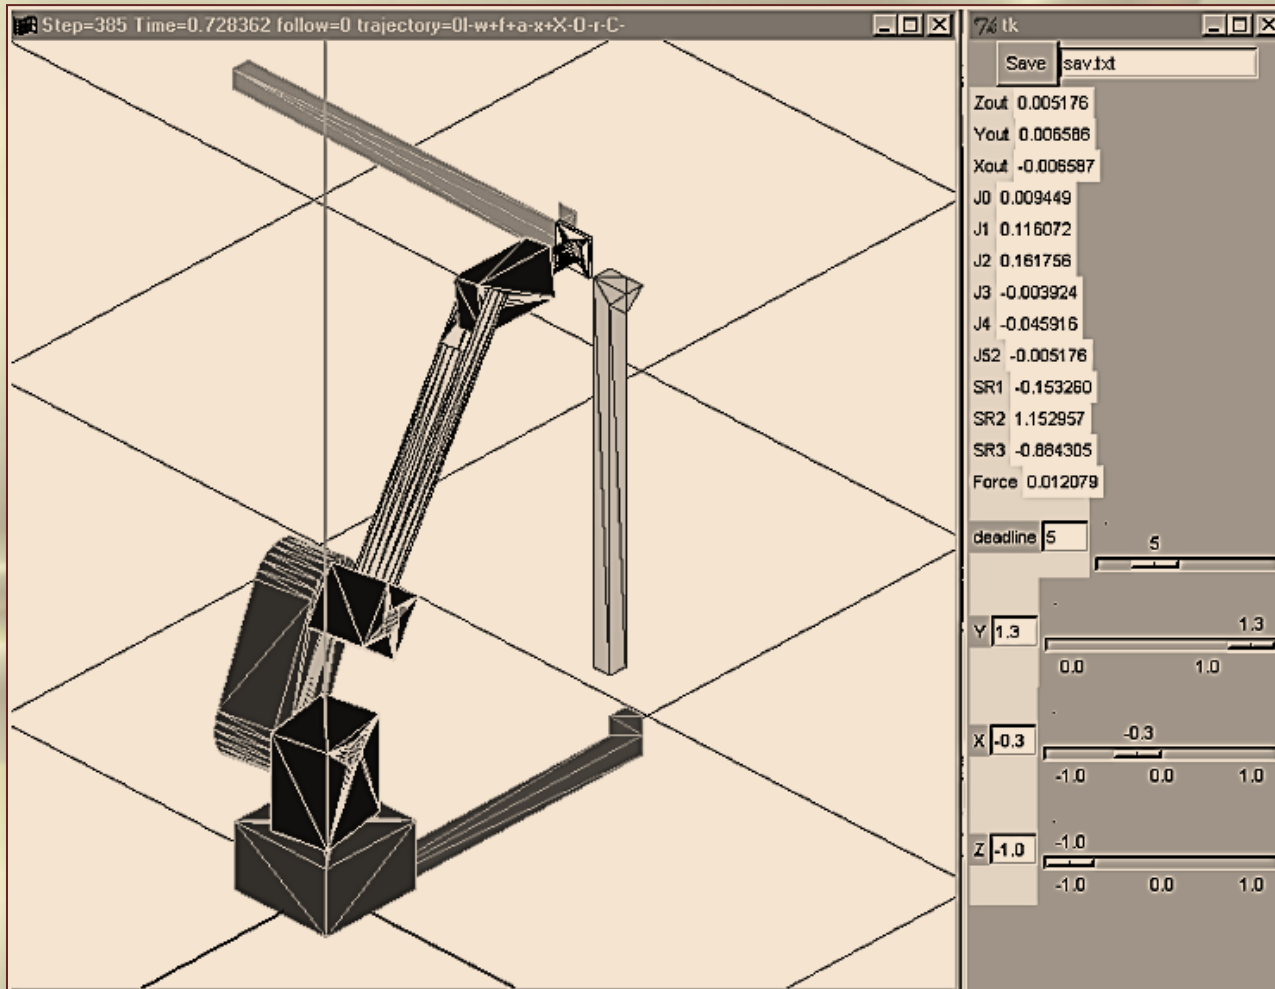 Step=385 Time=0.728362 follow=0 trajectory=0l-w+f+a-x+X-O-r-C-
tk
Save sav.txt
Zout 0.005176
Yout 0.006586
Xout -0.006587
J0 0.009449
J1 0.116072
J2 0.161756
J3 -0.003924
J4 -0.045916
J52 -0.005176
SR1 -0.153260
SR2 1.152957
SR3 -0.884305
Force 0.012079
deadline 5
5
Y 1.3
1.3
0.0 1.0
X -0.3
-0.3
-1.0 0.0 1.0
Z -1.0
-1.0
-1.0 0.0 1.0